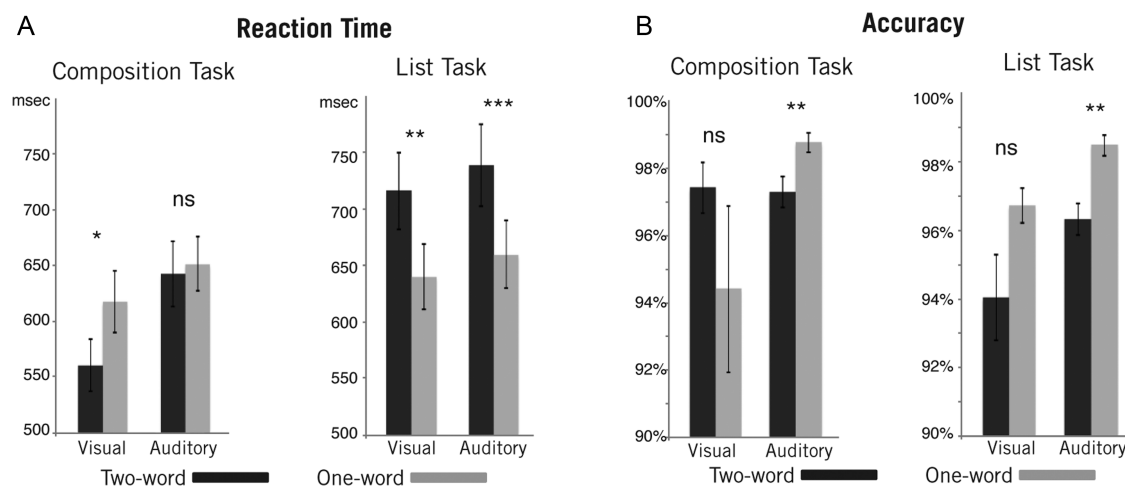 A
Reaction Time
Composition Task
List Task
msec
750
700
650
600
550
500
*
ns
Visual
Auditory
msec
750
700
650
600
550
500
**
***
Visual
Auditory
Two-word
One-word
B
Accuracy
Composition Task
List Task
100%
98%
96%
94%
92%
90%
ns
**
Visual
Auditory
100%
98%
96%
94%
92%
90%
ns
**
Visual
Auditory
Two-word
One-word